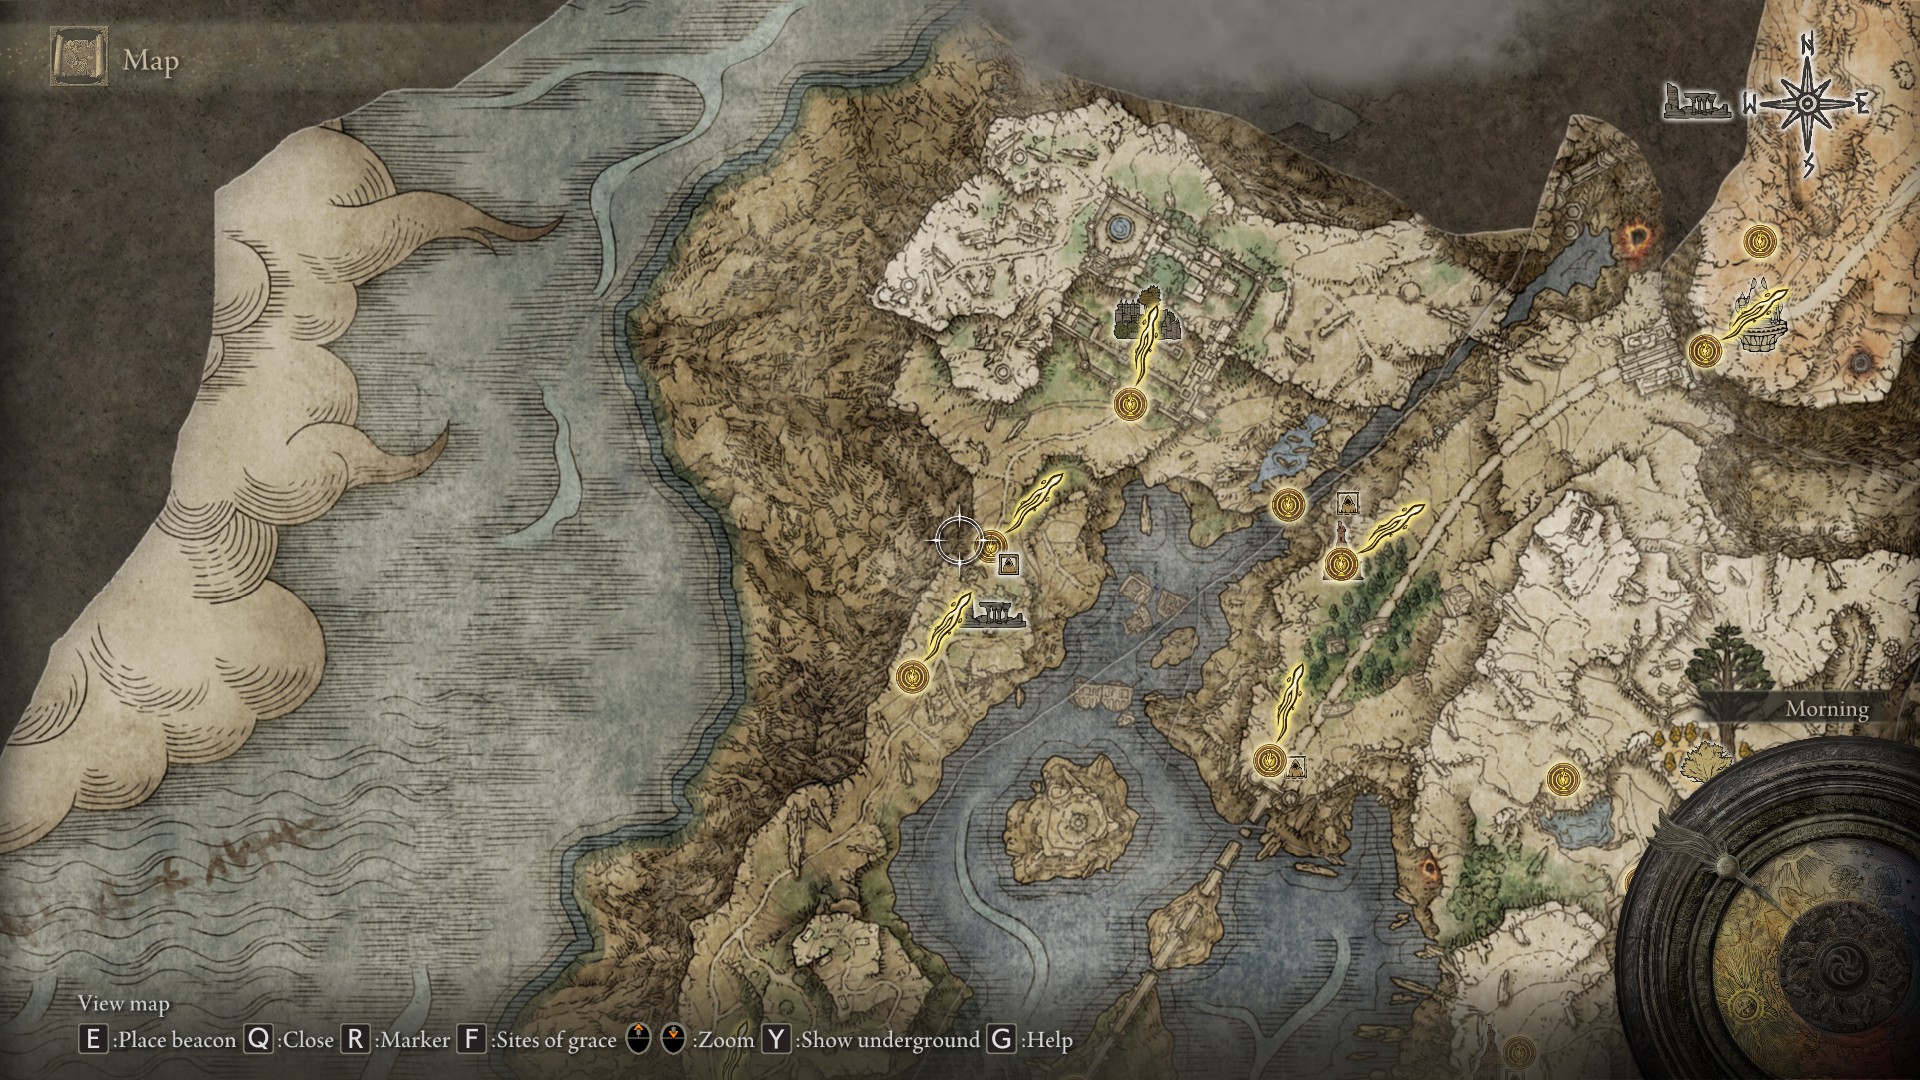 Map
N
W E
S
Morning
View map
E :Place beacon Q :Close R :Marker F :Sites of grace :Zoom Y :Show underground G :Help